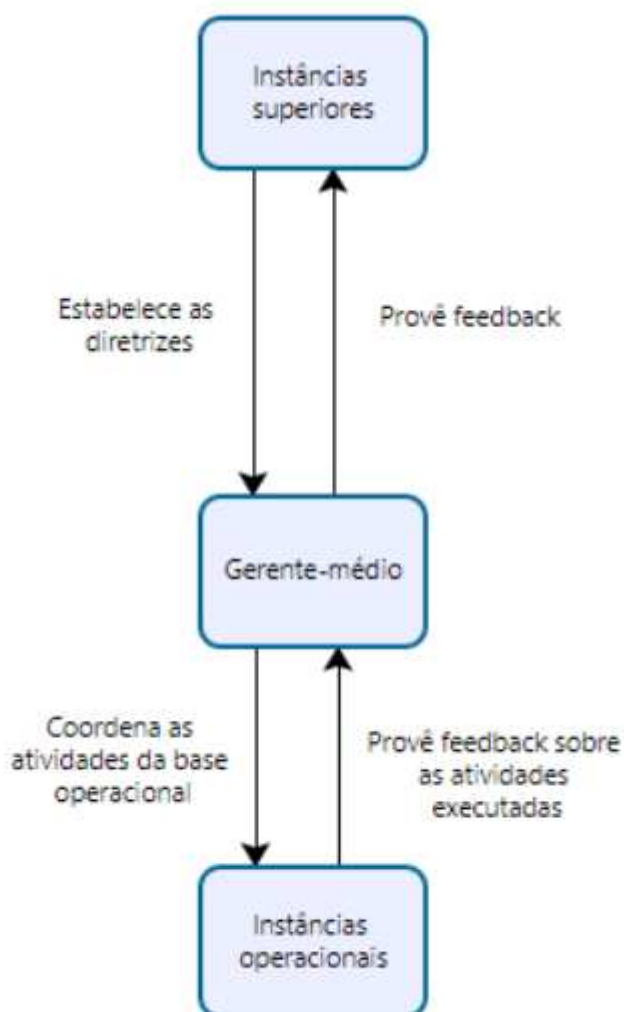 Instâncias
superiores
Estabelece as
diretrizes
Provê feedback
Gerente-médio
Coordena as
atividades da base
operacional
Provê feedback sobre
as atividades
executadas
Instâncias
operacionais